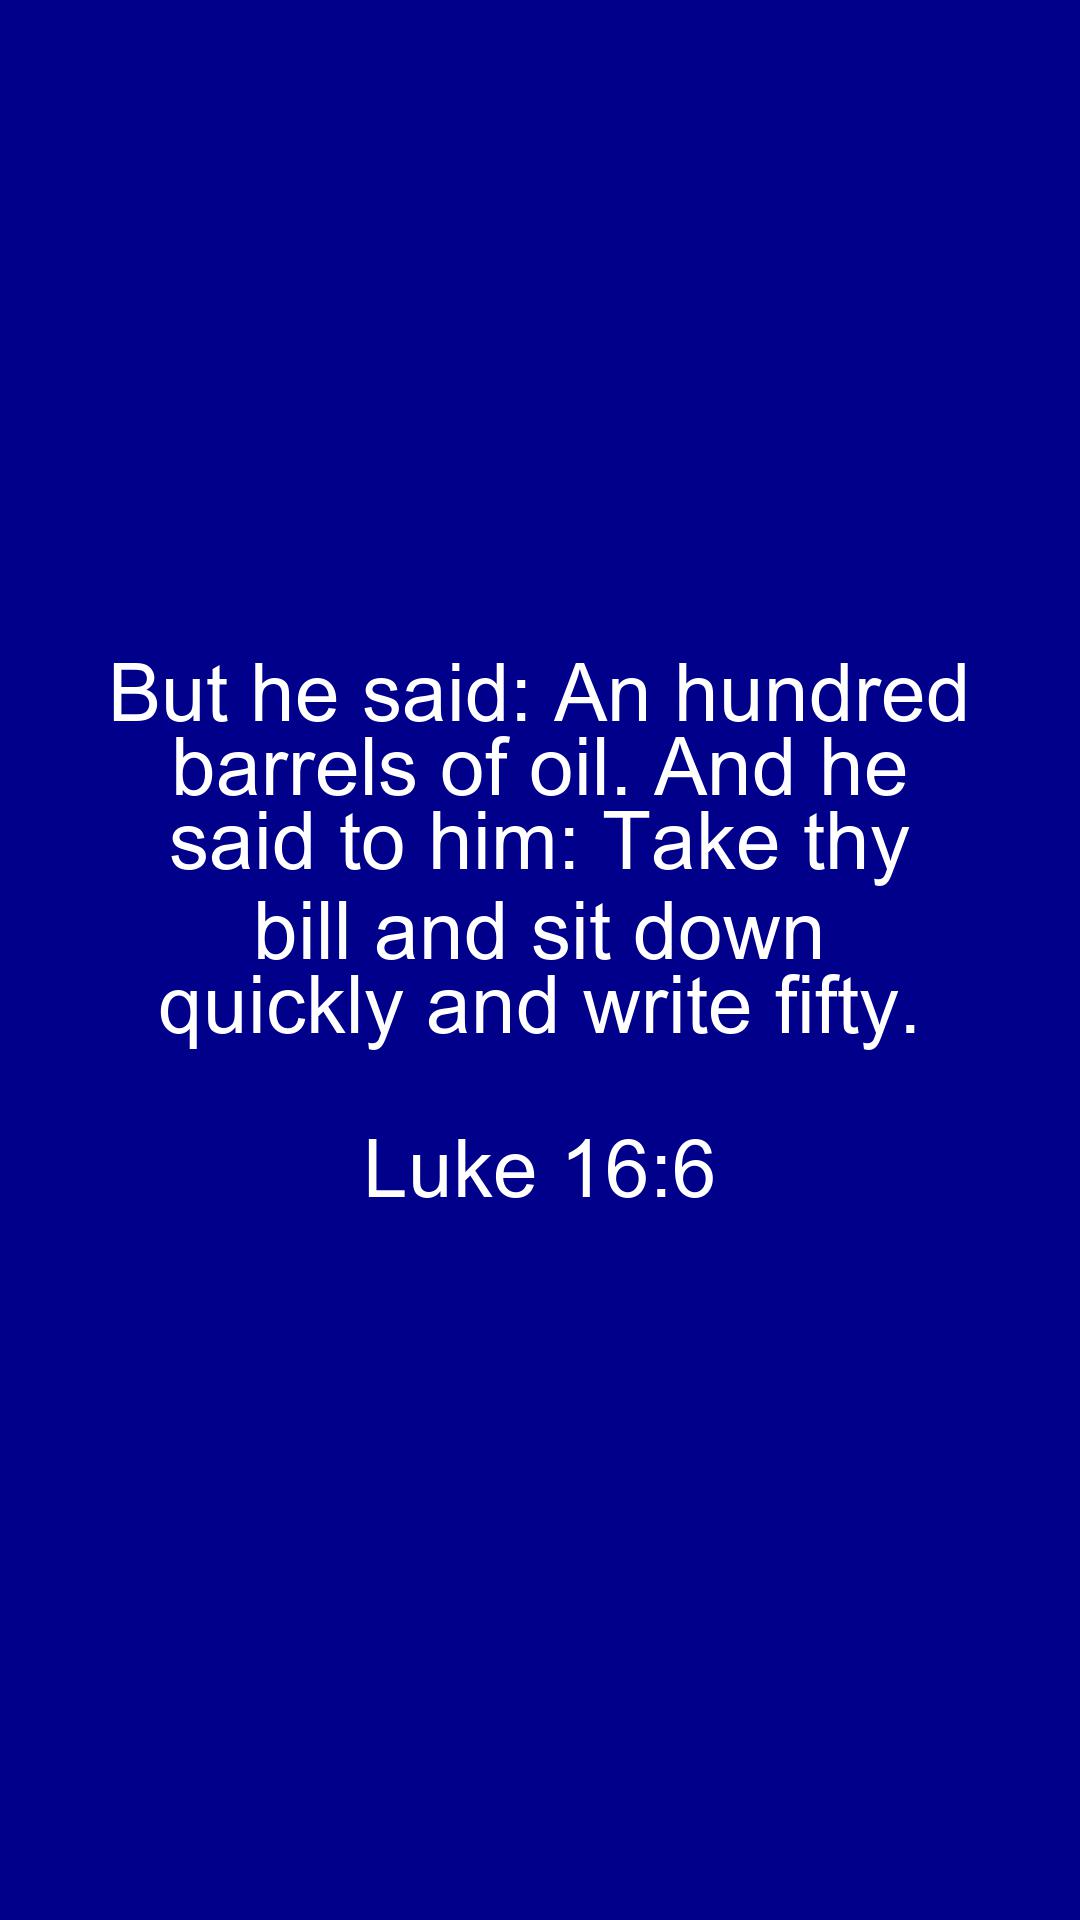 But he said: An hundred
barrels of oil. And he
said to him: Take thy
bill and sit down
quickly and write fifty.
Luke 16:6